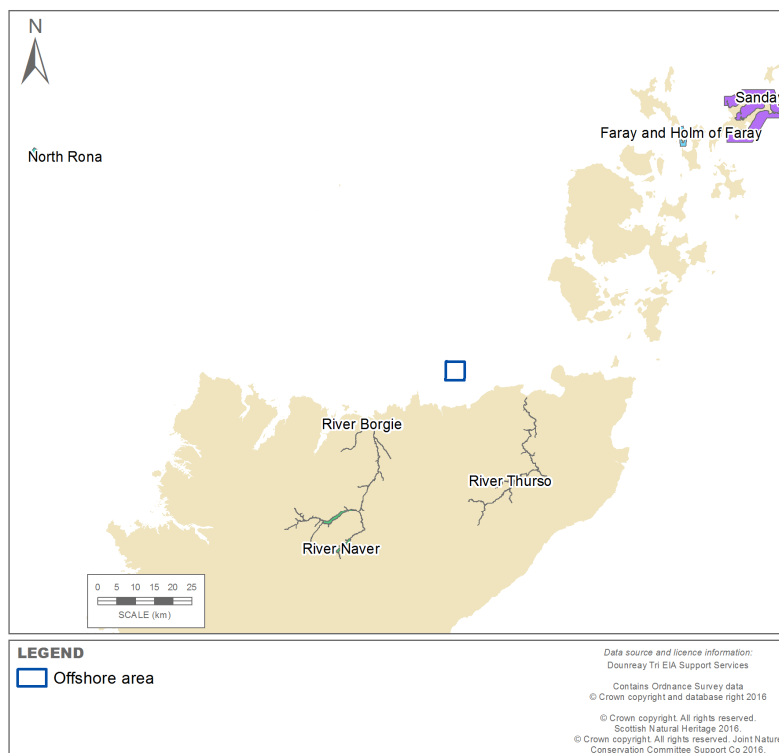 N
Sanday
Faray and Holm of Faray
North Rona
River Borgie
River Thurso
River Naver
0 5 10 15 20 25
SCALE (km)
LEGEND
Offshore area
Data source and licence information:
Dounreay Tri EIA Support Services
Contains Ordnance Survey data
© Crown copyright and database right 2016
© Crown copyright. All rights reserved.
Scottish Natural Heritage 2016.
© Crown copyright. All rights reserved. Joint Nature
Conservation Committee Support Co 2016.